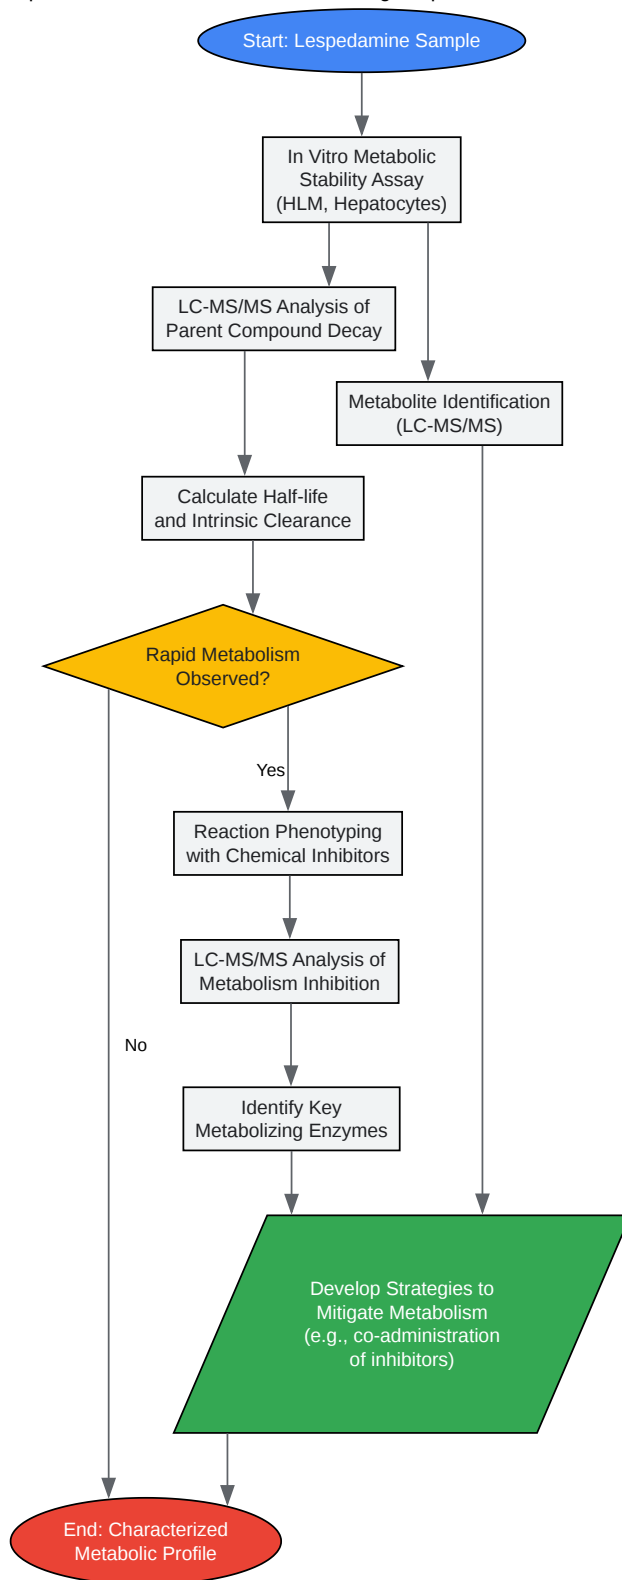 Start: Lespedamine Sample
In Vitro Metabolic
Stability Assay
(HLM, Hepatocytes)
LC-MS/MS Analysis of
Parent Compound Decay
Metabolite Identification
(LC-MS/MS)
Calculate Half-life
and Intrinsic Clearance
Rapid Metabolism
Observed?
Yes
Reaction Phenotyping
with Chemical Inhibitors
LC-MS/MS Analysis of
Metabolism Inhibition
No
Identify Key
Metabolizing Enzymes
Develop Strategies to
Mitigate Metabolism
(e.g., co-administration
of inhibitors)
End: Characterized
Metabolic Profile